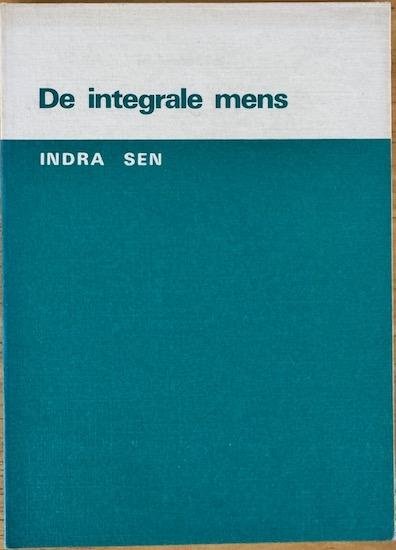 De integrale mens
INDRA SEN